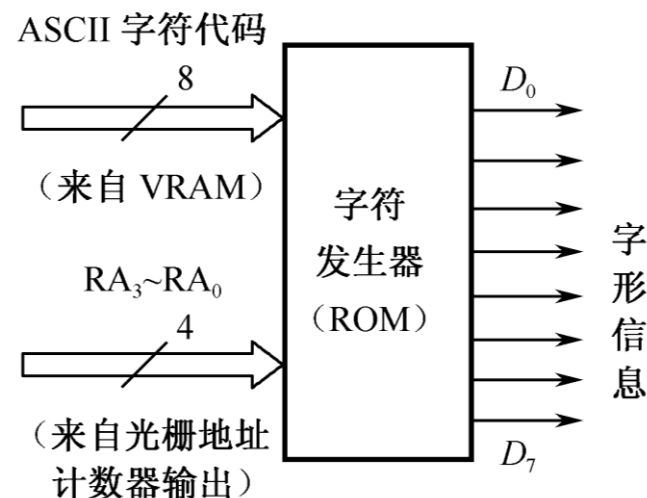 ASCII 字符代码
8
（来自 VRAM）
RA₃~RA₀
4
（来自光栅地址
计数器输出）
字符
发生器
（ROM）
D₀
D₇
字
形
信
息